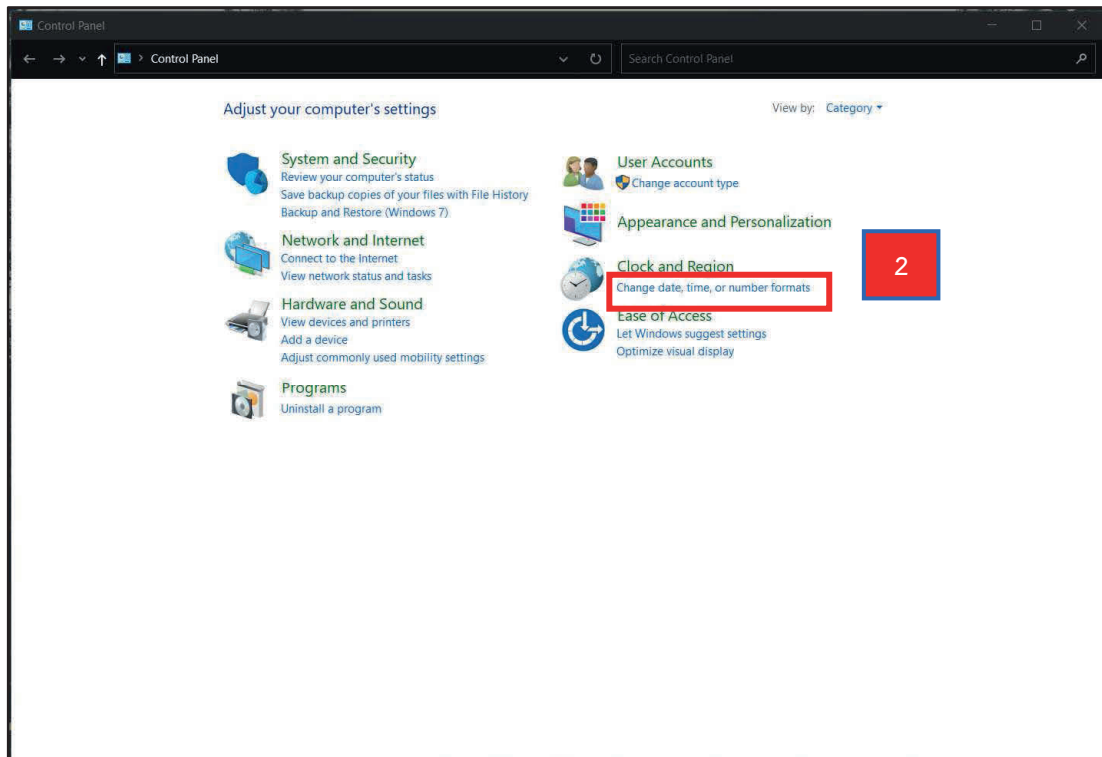 Control Panel
Control Panel
Search Control Panel
Adjust your computer's settings
View by: Category
System and Security
Review your computer's status
Save backup copies of your files with File History
Backup and Restore (Windows 7)
Network and Internet
Connect to the Internet
View network status and tasks
Hardware and Sound
View devices and printers
Add a device
Adjust commonly used mobility settings
Programs
Uninstall a program
User Accounts
Change account type
Appearance and Personalization
Clock and Region
Change date, time, or number formats
2
Ease of Access
Let Windows suggest settings
Optimize visual display